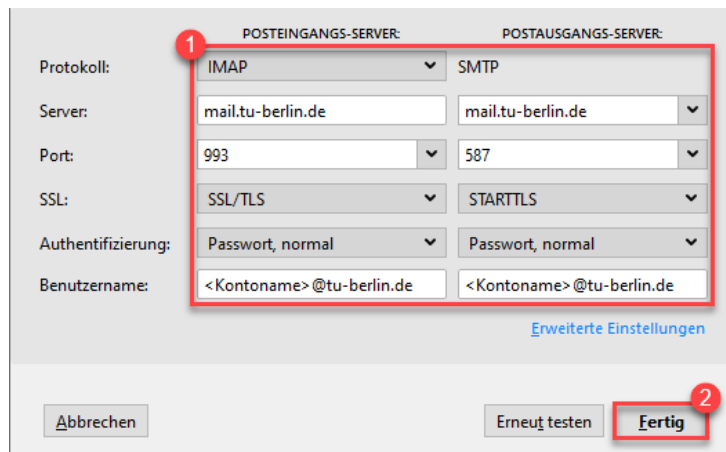 POSTEINGANGS-SERVER: POSTAUSGANGS-SERVER:
1
Protokoll: IMAP SMTP
Server: mail.tu-berlin.de mail.tu-berlin.de
Port: 993 587
SSL: SSL/TLS STARTTLS
Authentifizierung: Passwort, normal Passwort, normal
Benutzername: <Kontoname>@tu-berlin.de <Kontoname>@tu-berlin.de
Erweiterte Einstellungen
2
Abbrechen Erneut testen Fertig